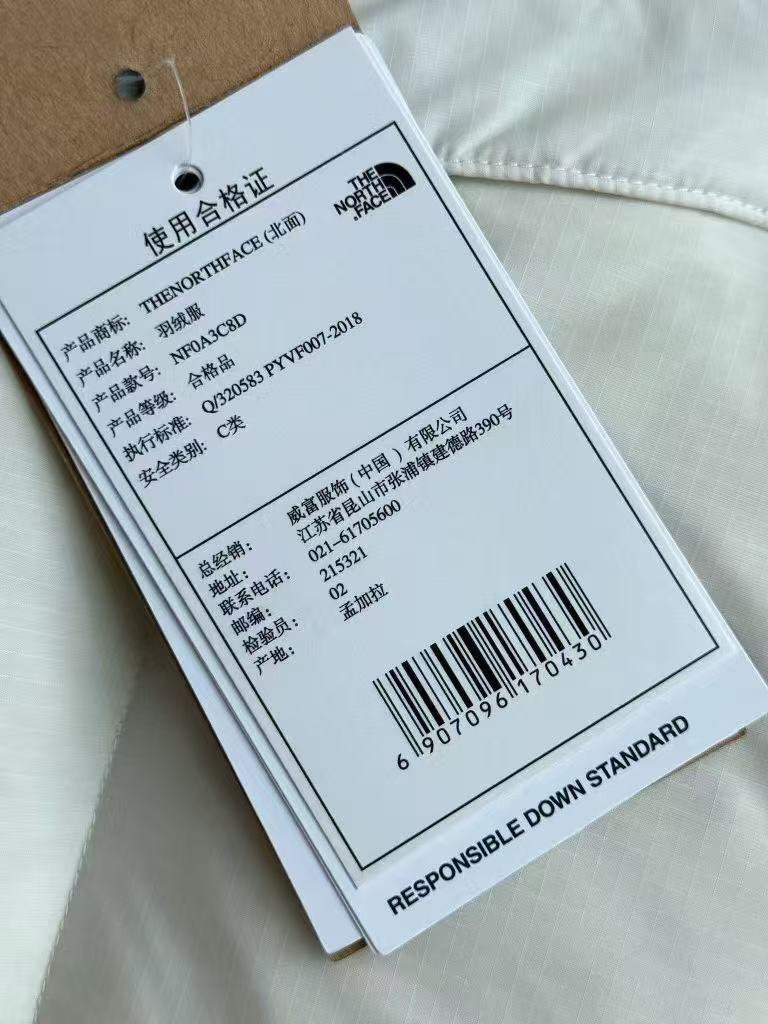 使用合格证
THE
NORTH
FACE
产品商标: THENORTHFACE (北面)
产品名称: 羽绒服
产品款号: NF0A3C8D
产品等级: 合格品
执行标准: Q/320583 PYVF007-2018
安全类别: C类
总经销: 威富服饰(中国)有限公司
地址: 江苏省昆山市张浦镇建德路390号
联系电话: 021-61705600
邮编: 215321
检验员: 02
产地: 孟加拉
6 907096 170430
RESPONSIBLE DOWN STANDARD